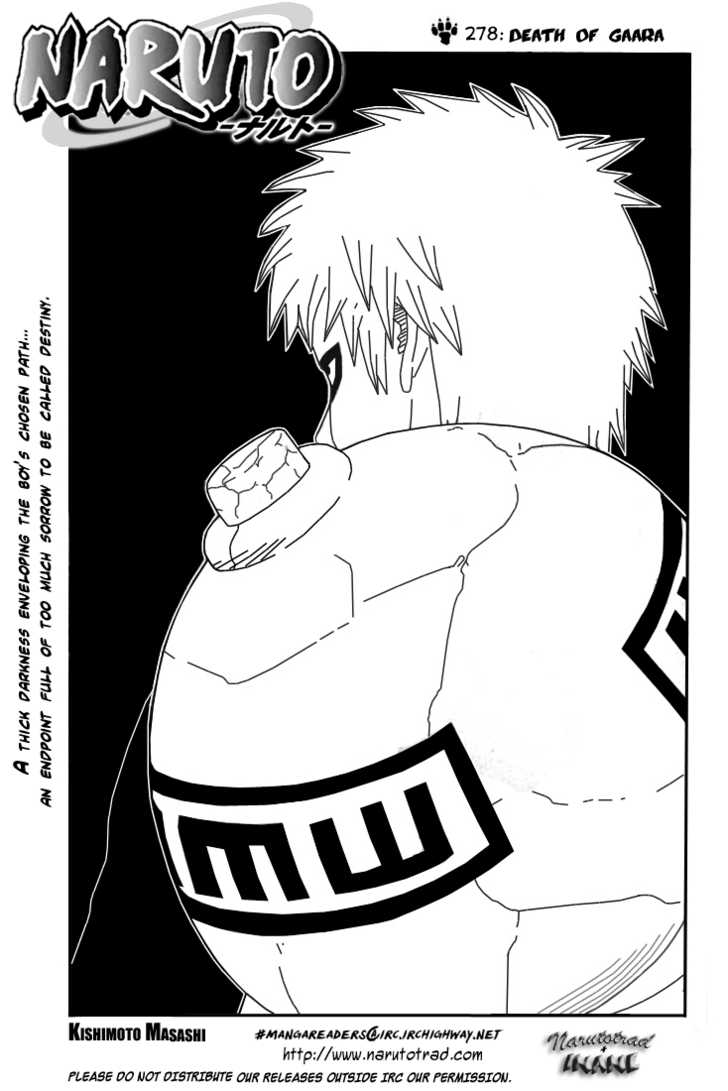 NARUTO
-ナルト-
278: DEATH OF GAARA
A THICK DARKNESS ENVELOPING THE BOY'S CHOSEN PATH...
AN ENDPOINT FULL OF TOO MUCH SORROW TO BE CALLED DESTINY.
KISHIMOTO MASASHI
#MANGAREADERS@IRC.IRCHIGHWAY.NET
http://www.narutotrad.com
Narutotrad
+
INANE
PLEASE DO NOT DISTRIBUTE OUR RELEASES OUTSIDE IRC OUR PERMISSION.